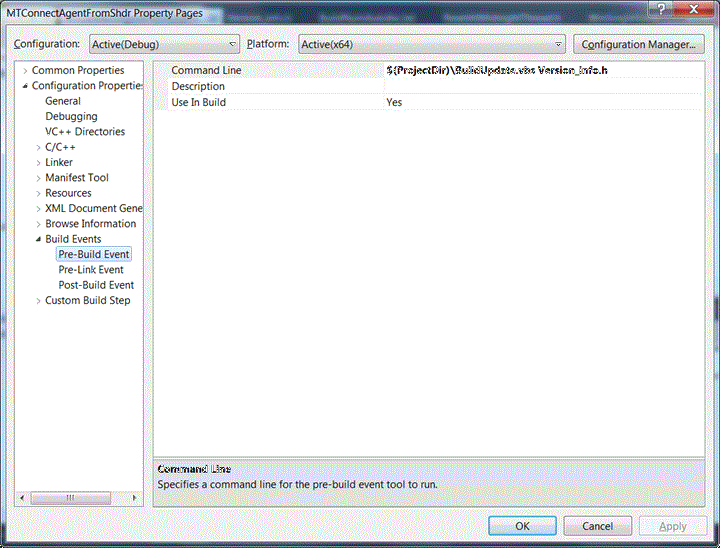 MTConnectAgentFromShdr Property Pages
Configuration: Active(Debug) Platform: Active(x64) Configuration Manager...
Common Properties
Configuration Propertie
General
Debugging
VC++ Directories
C/C++
Linker
Manifest Tool
Resources
XML Document Gene
Browse Information
Build Events
Pre-Build Event
Pre-Link Event
Post-Build Event
Custom Build Step
Command Line $(ProjectDir)\BuildUpdate.vbs Version_Info.h
Description
Use In Build Yes
Command Line
Specifies a command line for the pre-build event tool to run.
OK Cancel Apply